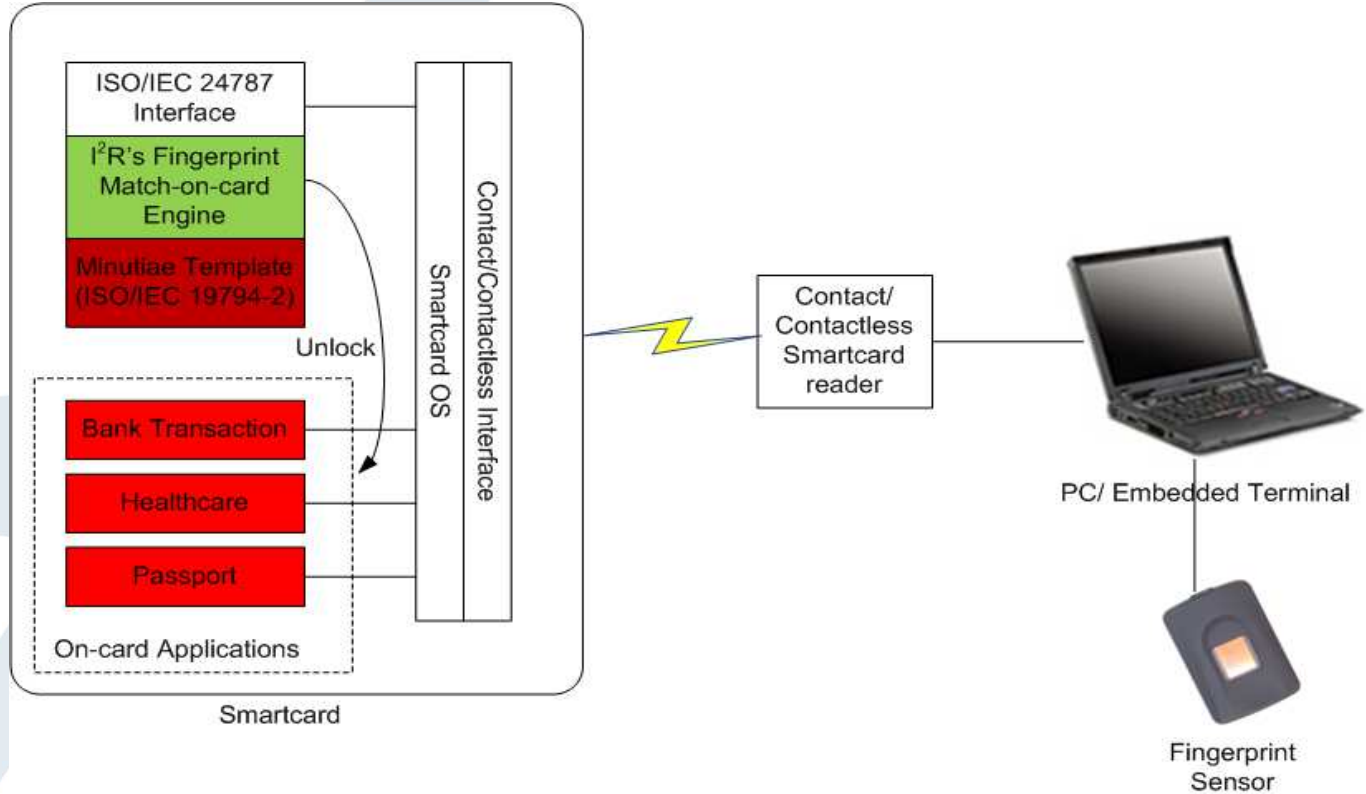 ISO/IEC 24787
Interface
I²R's Fingerprint
Match-on-card
Engine
Minutiae Template
(ISO/IEC 19794-2)
Unlock
Bank Transaction
Healthcare
Passport
On-card Applications
Smartcard OS
Contact/Contactless Interface
Smartcard
Contact/
Contactless
Smartcard
reader
PC/ Embedded Terminal
Fingerprint
Sensor